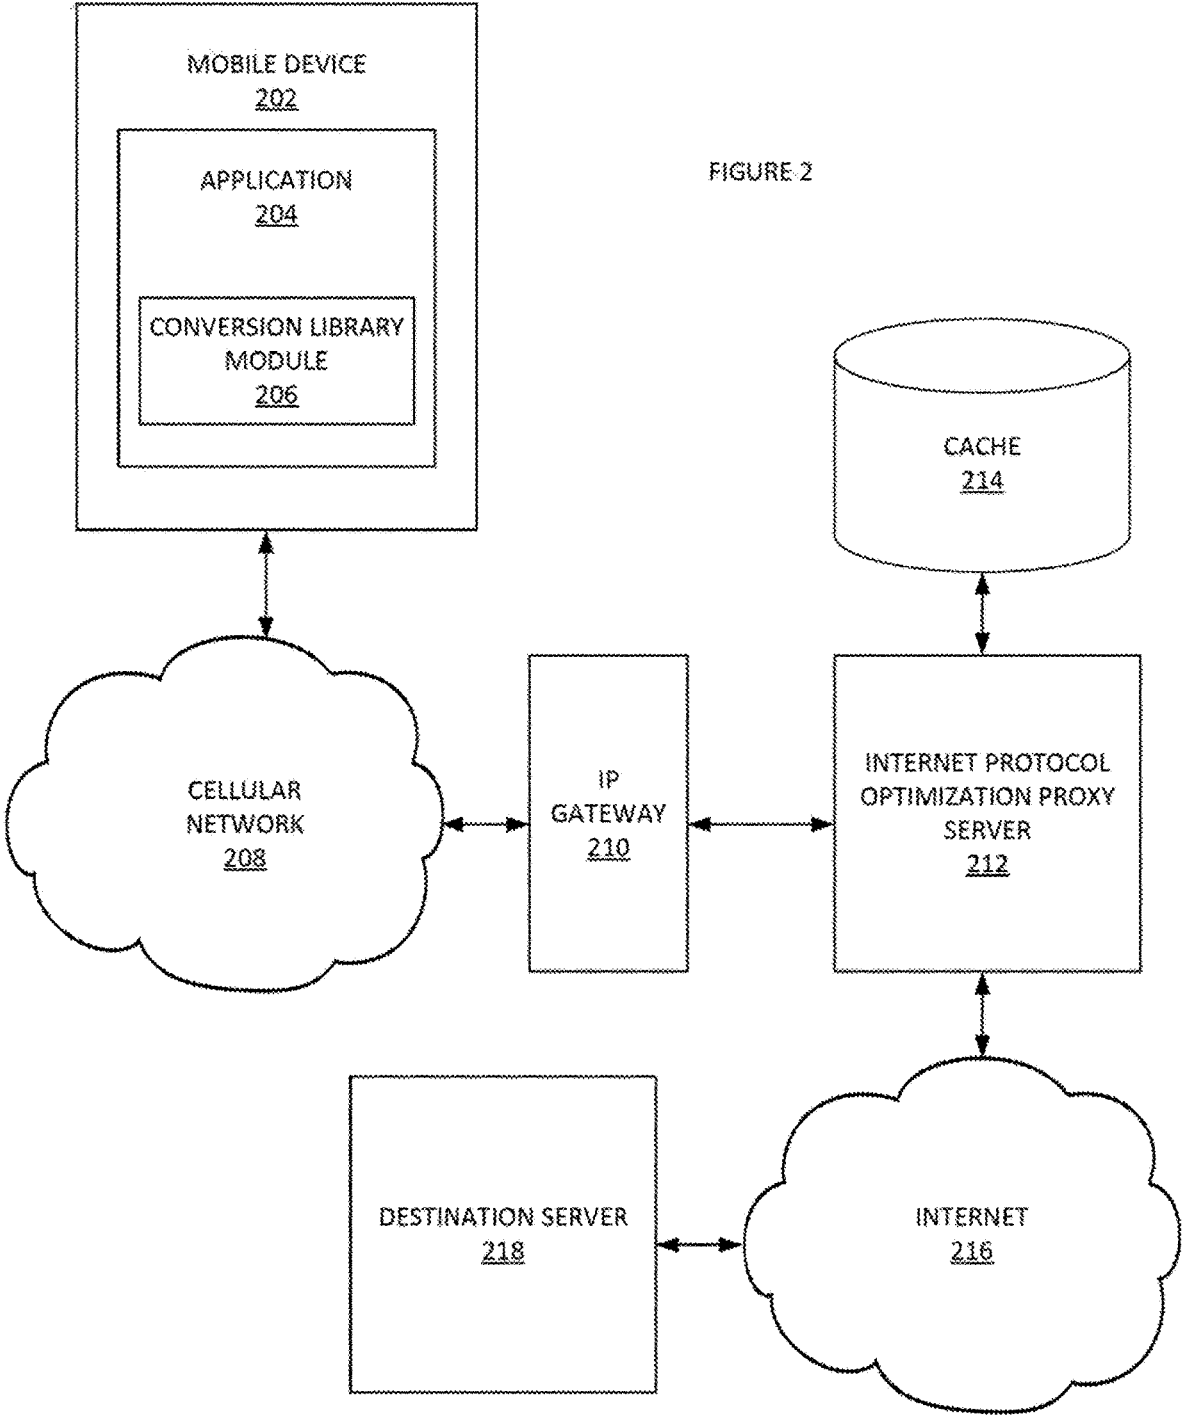 MOBILE DEVICE
202
APPLICATION
204
CONVERSION LIBRARY
MODULE
206
FIGURE 2
CACHE
214
CELLULAR
NETWORK
208
IP
GATEWAY
210
INTERNET PROTOCOL
OPTIMIZATION PROXY
SERVER
212
DESTINATION SERVER
218
INTERNET
216